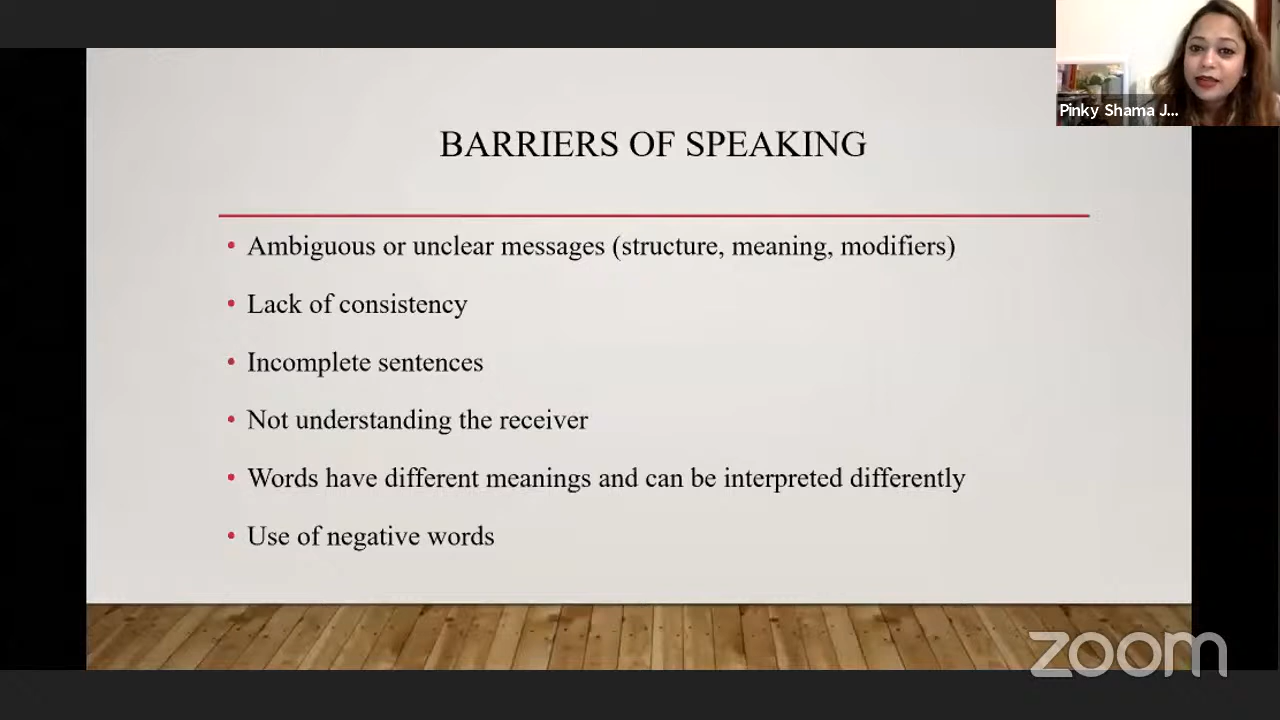 Pinky Shama J...
BARRIERS OF SPEAKING
• Ambiguous or unclear messages (structure, meaning, modifiers)
• Lack of consistency
• Incomplete sentences
• Not understanding the receiver
• Words have different meanings and can be interpreted differently
• Use of negative words
zoom